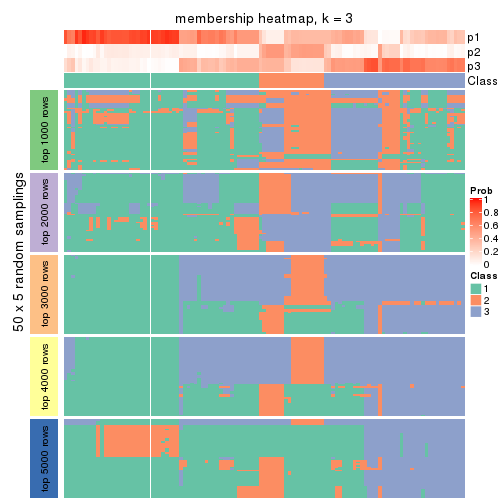 membership heatmap, k = 3
p1
p2
p3
Class
50 x 5 random samplings
top 1000 rows
top 2000 rows
top 3000 rows
top 4000 rows
top 5000 rows
Prob
1
0.8
0.6
0.4
0.2
0
Class
1
2
3